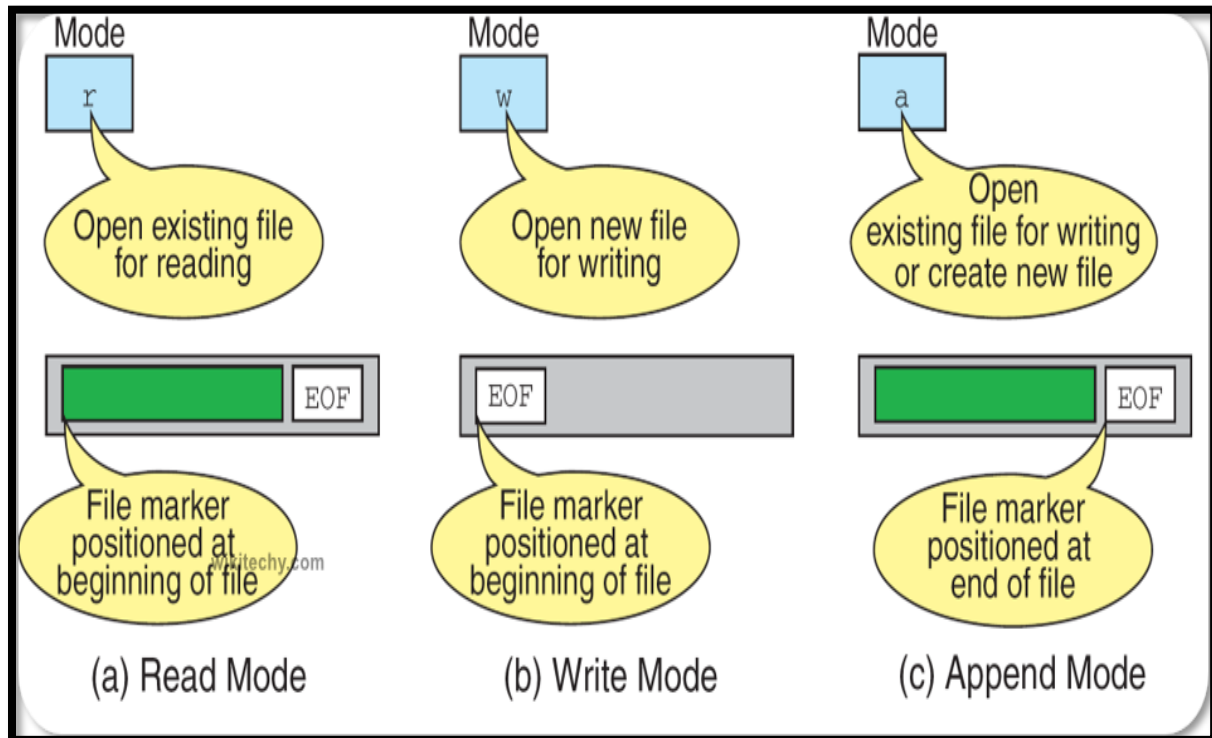 Mode
r
Open existing file
for reading
EOF
File marker
positioned at
beginning of file
wikitechy.com
(a) Read Mode
Mode
w
Open new file
for writing
EOF
File marker
positioned at
beginning of file
(b) Write Mode
Mode
a
Open
existing file for writing
or create new file
EOF
File marker
positioned at
end of file
(c) Append Mode